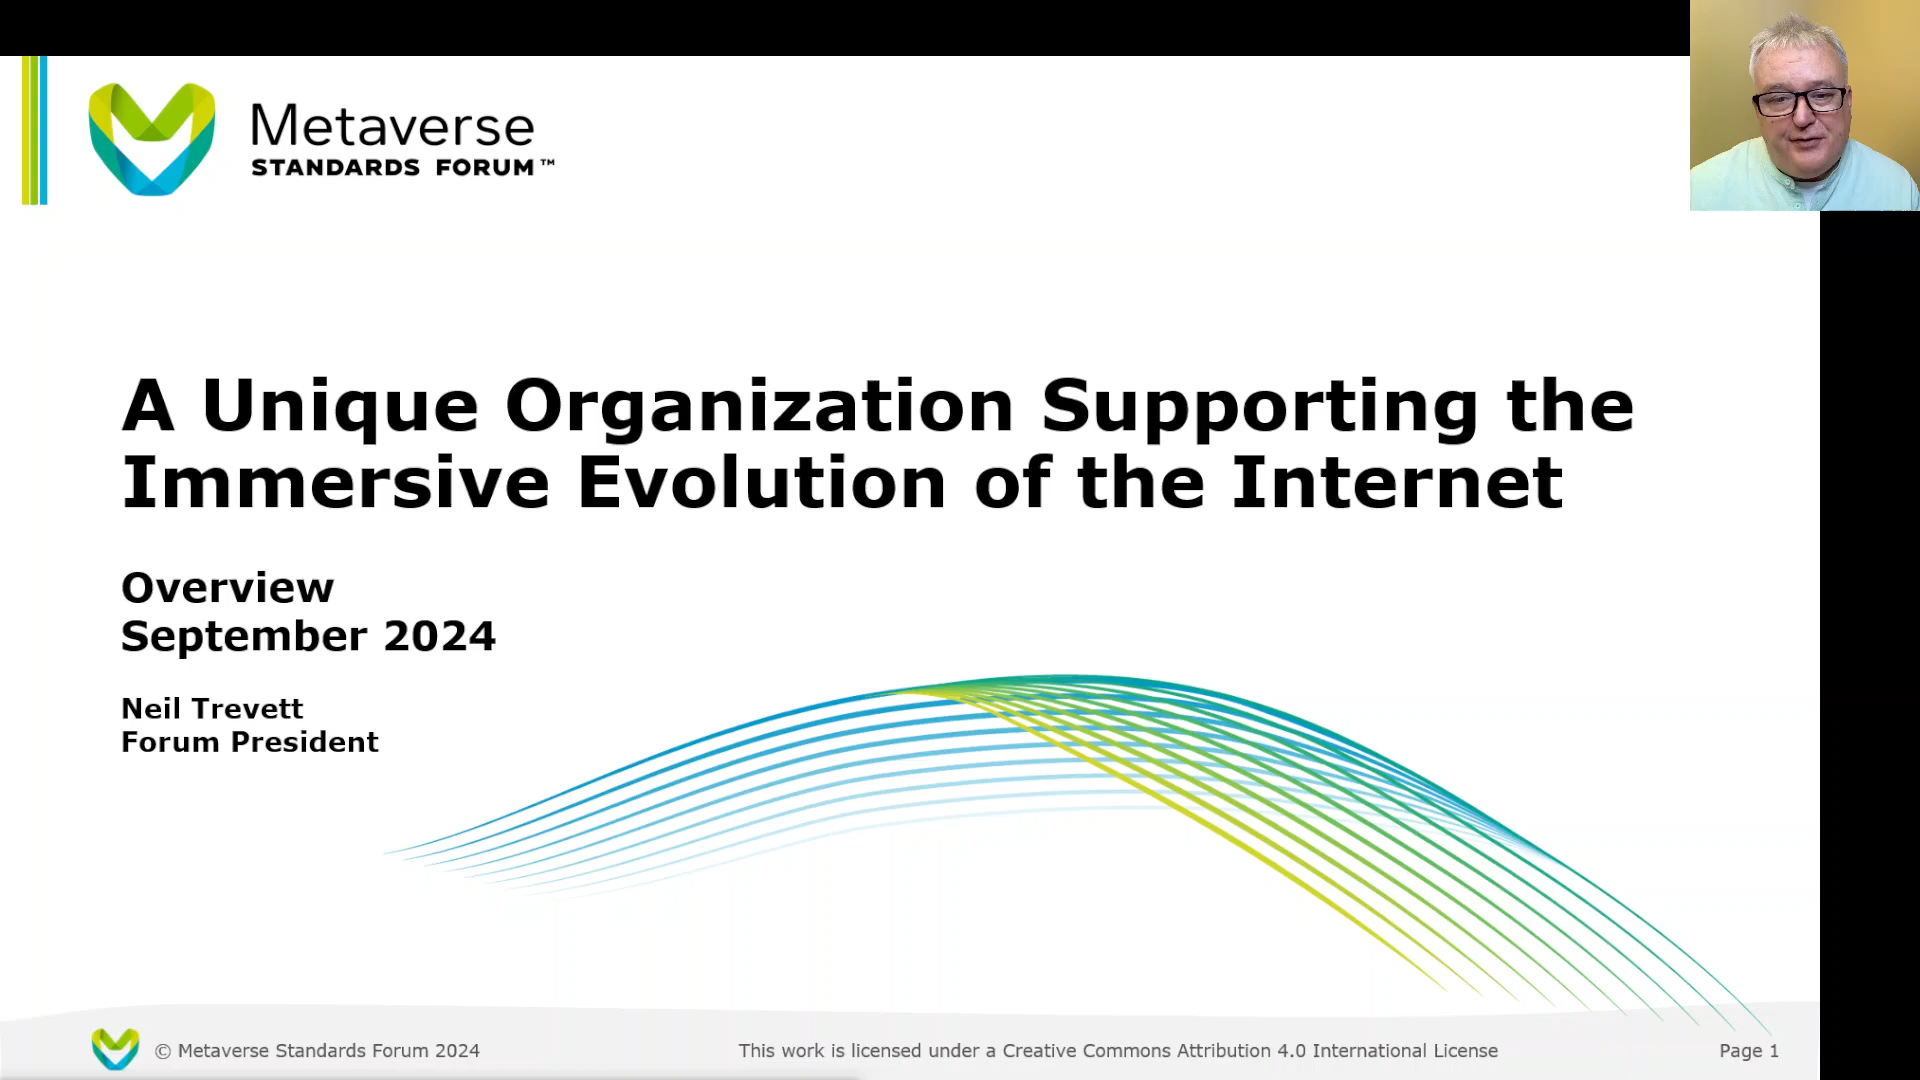 Metaverse
STANDARDS FORUM™
A Unique Organization Supporting the
Immersive Evolution of the Internet
Overview
September 2024
Neil Trevett
Forum President
© Metaverse Standards Forum 2024
This work is licensed under a Creative Commons Attribution 4.0 International License
Page 1